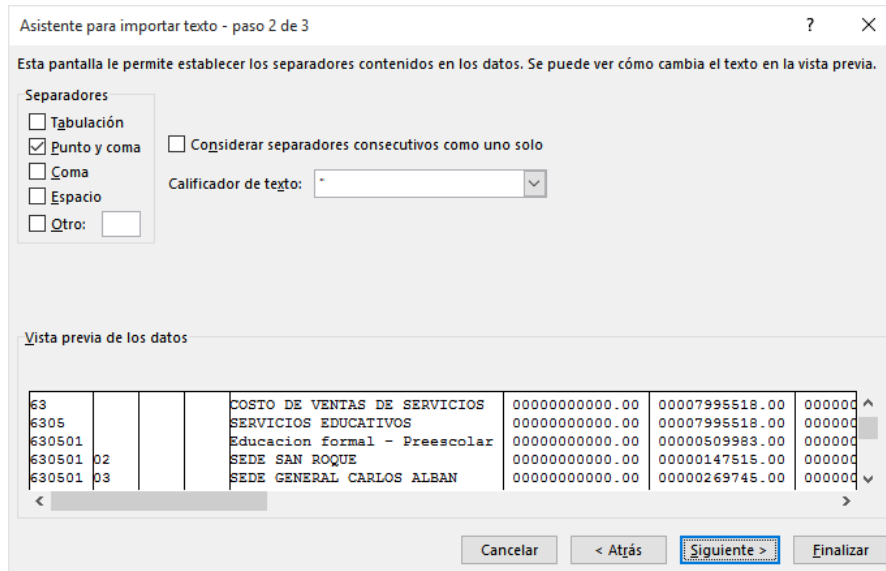 Asistente para importar texto - paso 2 de 3
Esta pantalla le permite establecer los separadores contenidos en los datos. Se puede ver cómo cambia el texto en la vista previa.
Separadores
Tabulación
Punto y coma
Coma
Espacio
Otro:
Considerar separadores consecutivos como uno solo
Calificador de texto: "
Vista previa de los datos
63 COSTO DE VENTAS DE SERVICIOS 00000000000.00 00007995518.00 000000
6305 SERVICIOS EDUCATIVOS 00000000000.00 00007995518.00 000000
630501 Educacion formal - Preescolar 00000000000.00 00000509983.00 000000
630501 02 SEDE SAN ROQUE 00000000000.00 00000147515.00 000000
630501 03 SEDE GENERAL CARLOS ALBAN 00000000000.00 00000269745.00 000000
Cancelar < Atrás Siguiente > Finalizar